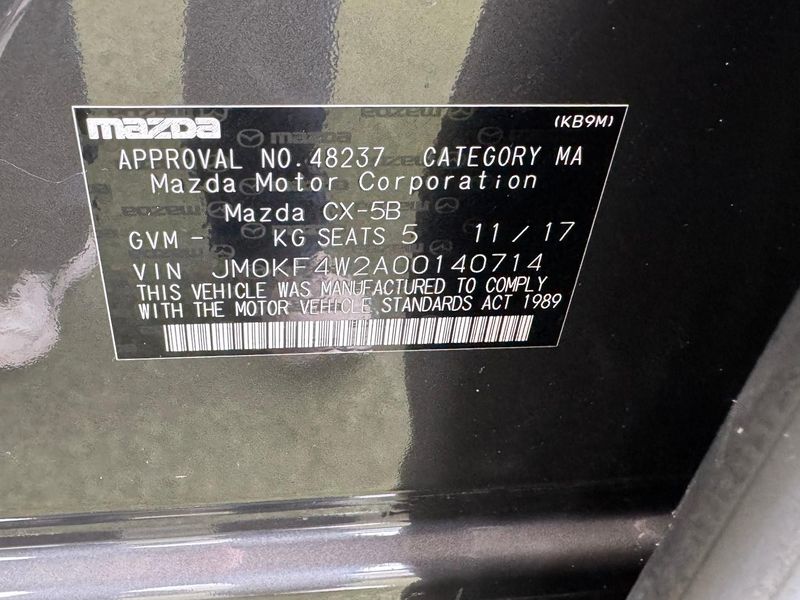 mazda (KB9M)
APPROVAL NO.48237 CATEGORY MA
Mazda Motor Corporation
Mazda CX-5B
GVM - KG SEATS 5 11/17
VIN JM0KF4W2A00140714
THIS VEHICLE WAS MANUFACTURED TO COMPLY
WITH THE MOTOR VEHICLE STANDARDS ACT 1989